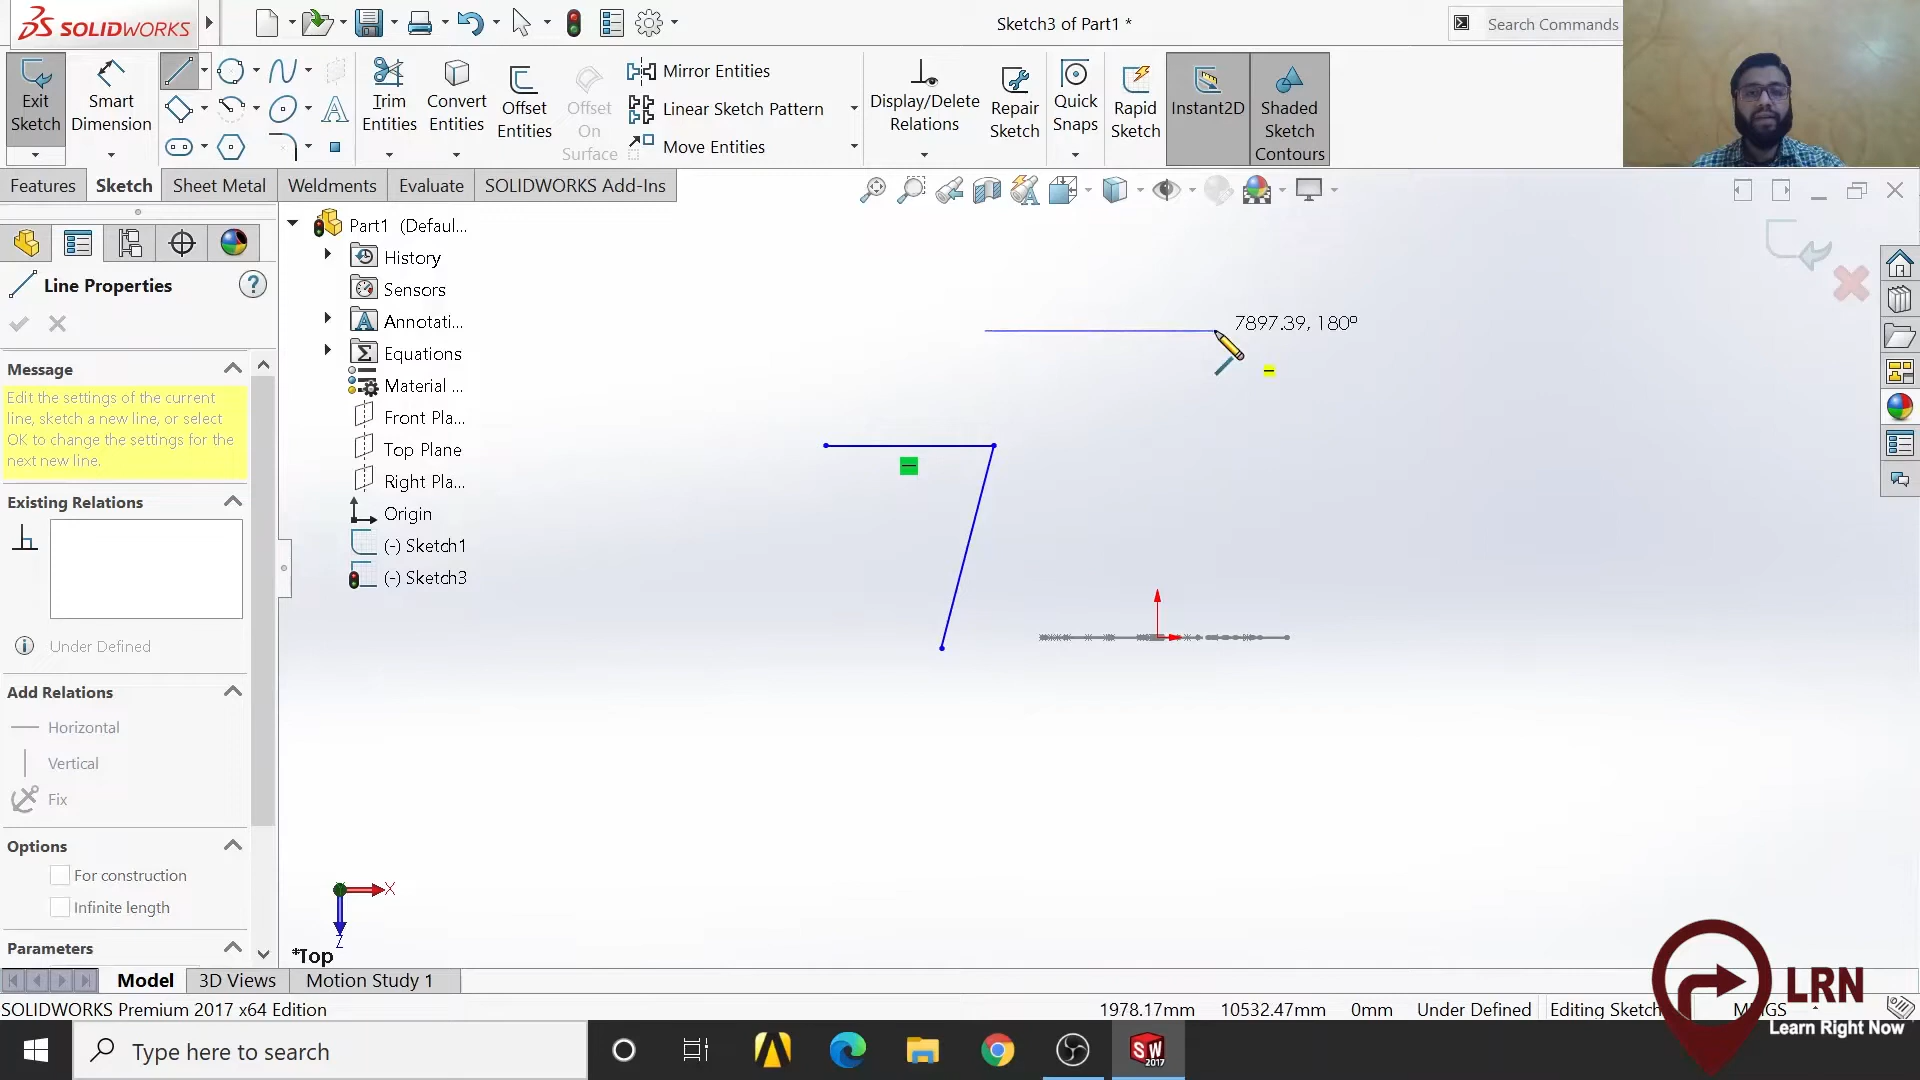 SOLIDWORKS
Sketch3 of Part1 *
Search Commands
Exit
Sketch
Smart
Dimension
Trim
Entities
Convert
Entities
Offset
Entities
Offset
On
Surface
Mirror Entities
Linear Sketch Pattern
Move Entities
Display/Delete
Relations
Repair
Sketch
Quick
Snaps
Rapid
Sketch
Instant2D
Shaded
Sketch
Contours
Features
Sketch
Sheet Metal
Weldments
Evaluate
SOLIDWORKS Add-Ins
Part1 (Defaul...
History
Sensors
Annotati...
Equations
Material ...
Front Pla...
Top Plane
Right Pla...
Origin
(-) Sketch1
(-) Sketch3
Line Properties
Message
Edit the settings of the current
line, sketch a new line, or select
OK to change the settings for the
next new line.
Existing Relations
Under Defined
Add Relations
Horizontal
Vertical
Fix
Options
For construction
Infinite length
Parameters
7897.39, 180°
X
Z
*Top
Model
3D Views
Motion Study 1
SOLIDWORKS Premium 2017 x64 Edition
1978.17mm
10532.47mm
0mm
Under Defined
Editing Sketch
LRN
Learn Right Now
Type here to search
SW
2017